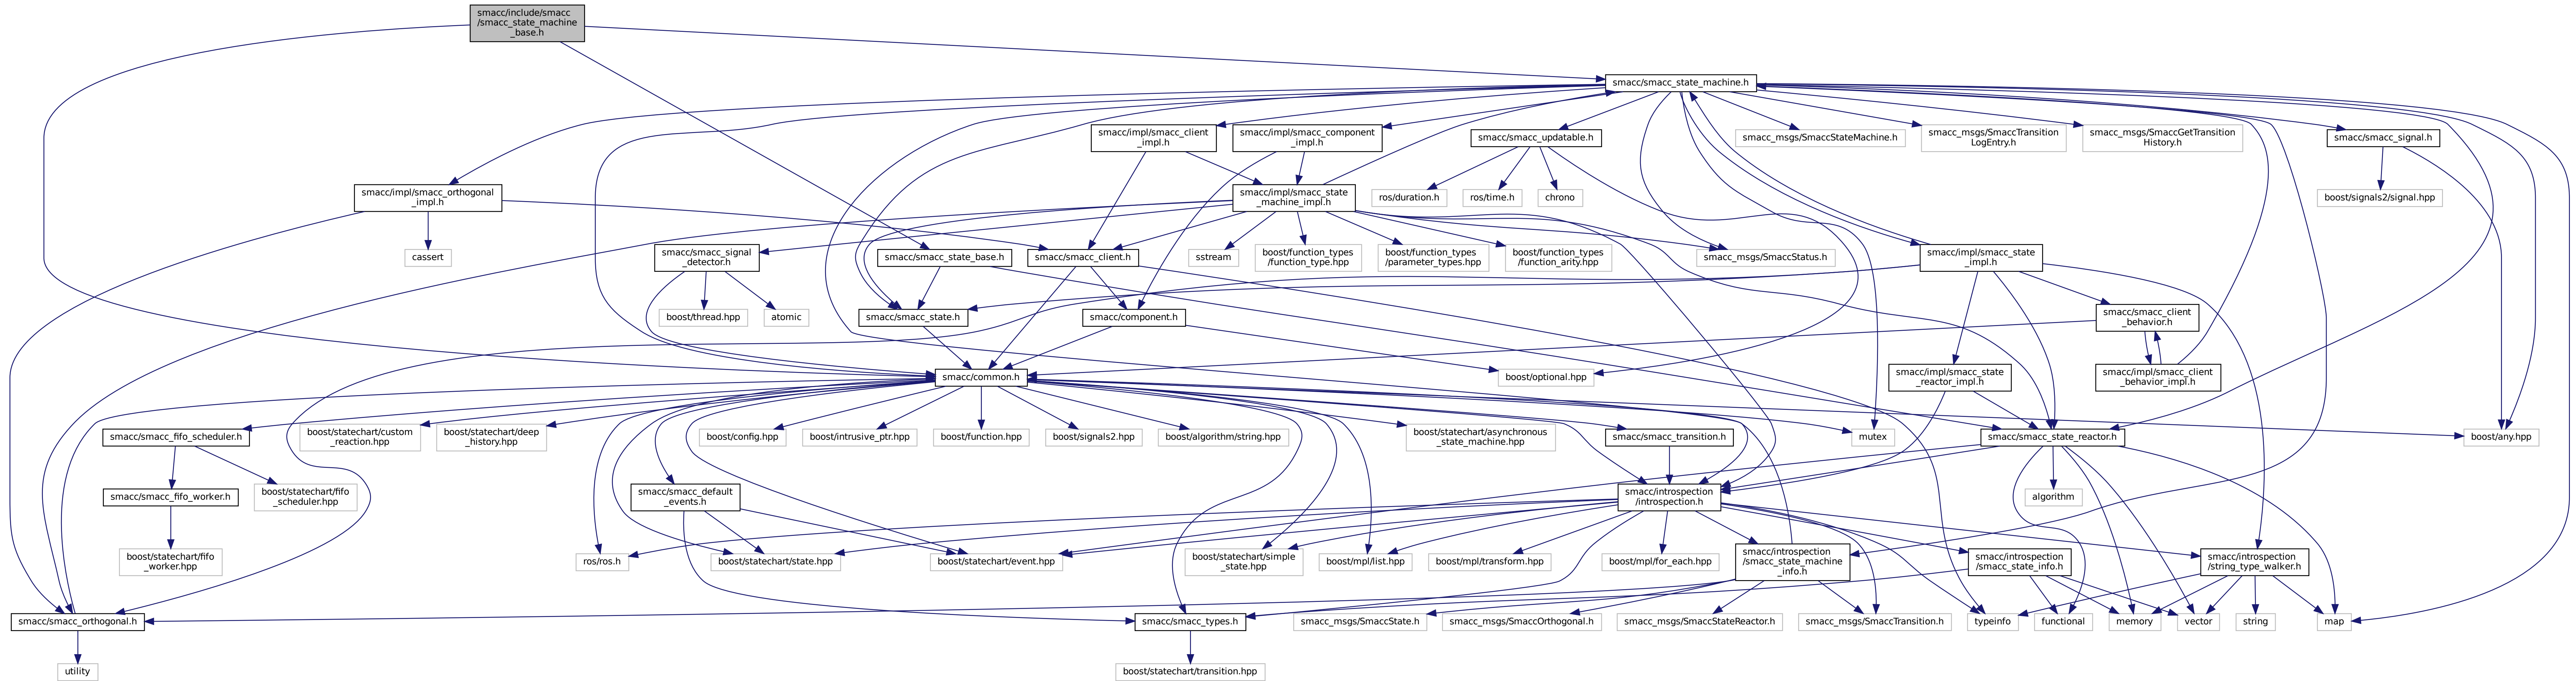 smacc/include/smacc
/smacc_state_machine
_base.h
smacc/smacc_state_machine.h
smacc/impl/smacc_client
_impl.h
smacc/impl/smacc_component
_impl.h
smacc/smacc_updatable.h
smacc_msgs/SmaccStateMachine.h
smacc_msgs/SmaccTransition
LogEntry.h
smacc_msgs/SmaccGetTransition
History.h
smacc/smacc_signal.h
smacc/impl/smacc_orthogonal
_impl.h
smacc/impl/smacc_state
_machine_impl.h
ros/duration.h
ros/time.h
chrono
boost/signals2/signal.hpp
cassert
smacc/smacc_signal
_detector.h
smacc/smacc_state_base.h
smacc/smacc_client.h
sstream
boost/function_types
/function_type.hpp
boost/function_types
/parameter_types.hpp
boost/function_types
/function_arity.hpp
smacc_msgs/SmaccStatus.h
smacc/impl/smacc_state
_impl.h
boost/thread.hpp
atomic
smacc/smacc_state.h
smacc/component.h
smacc/smacc_client
_behavior.h
smacc/common.h
boost/optional.hpp
smacc/impl/smacc_state
_reactor_impl.h
smacc/impl/smacc_client
_behavior_impl.h
smacc/smacc_fifo_scheduler.h
boost/statechart/custom
_reaction.hpp
boost/statechart/deep
_history.hpp
boost/config.hpp
boost/intrusive_ptr.hpp
boost/function.hpp
boost/signals2.hpp
boost/algorithm/string.hpp
boost/statechart/asynchronous
_state_machine.hpp
smacc/smacc_transition.h
mutex
smacc/smacc_state_reactor.h
boost/any.hpp
smacc/smacc_fifo_worker.h
boost/statechart/fifo
_scheduler.hpp
smacc/smacc_default
_events.h
smacc/introspection
/introspection.h
algorithm
boost/statechart/fifo
_worker.hpp
ros/ros.h
boost/statechart/state.hpp
boost/statechart/event.hpp
boost/statechart/simple
_state.hpp
boost/mpl/list.hpp
boost/mpl/transform.hpp
boost/mpl/for_each.hpp
smacc/introspection
/smacc_state_machine
_info.h
smacc/introspection
/smacc_state_info.h
smacc/introspection
/string_type_walker.h
smacc/smacc_orthogonal.h
smacc/smacc_types.h
smacc_msgs/SmaccState.h
smacc_msgs/SmaccOrthogonal.h
smacc_msgs/SmaccStateReactor.h
smacc_msgs/SmaccTransition.h
typeinfo
functional
memory
vector
string
map
utility
boost/statechart/transition.hpp